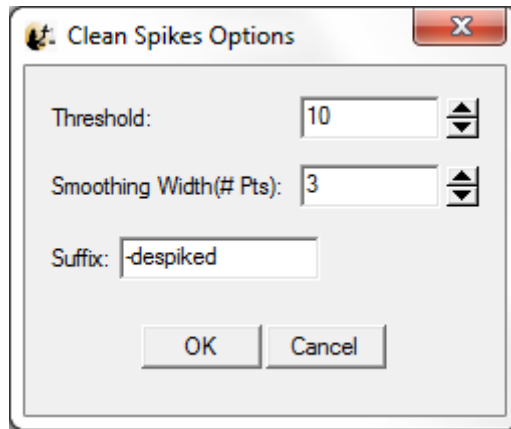 Clean Spikes Options
Threshold: 10
Smoothing Width(# Pts): 3
Suffix: -despiked
OK Cancel